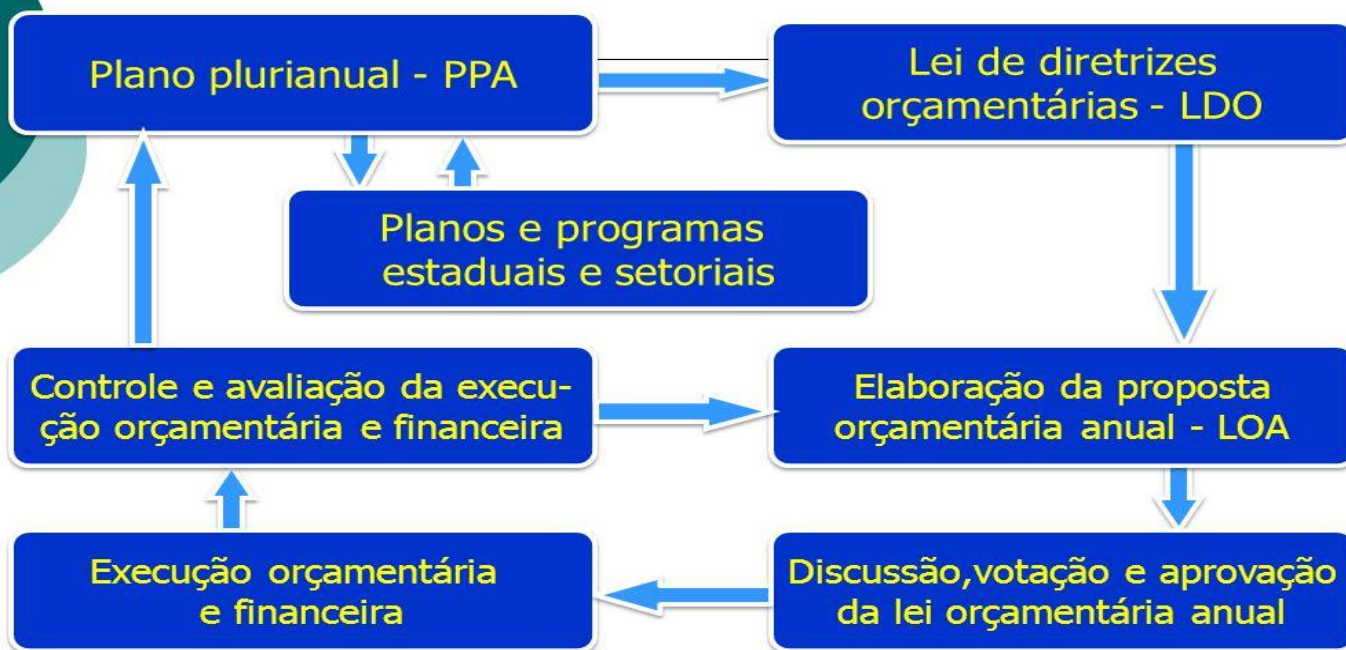 Plano plurianual - PPA
Lei de diretrizes
orçamentárias - LDO
Planos e programas
estaduais e setoriais
Controle e avaliação da execu-
ção orçamentária e financeira
Elaboração da proposta
orçamentária anual - LOA
Execução orçamentária
e financeira
Discussão,votação e aprovação
da lei orçamentária anual